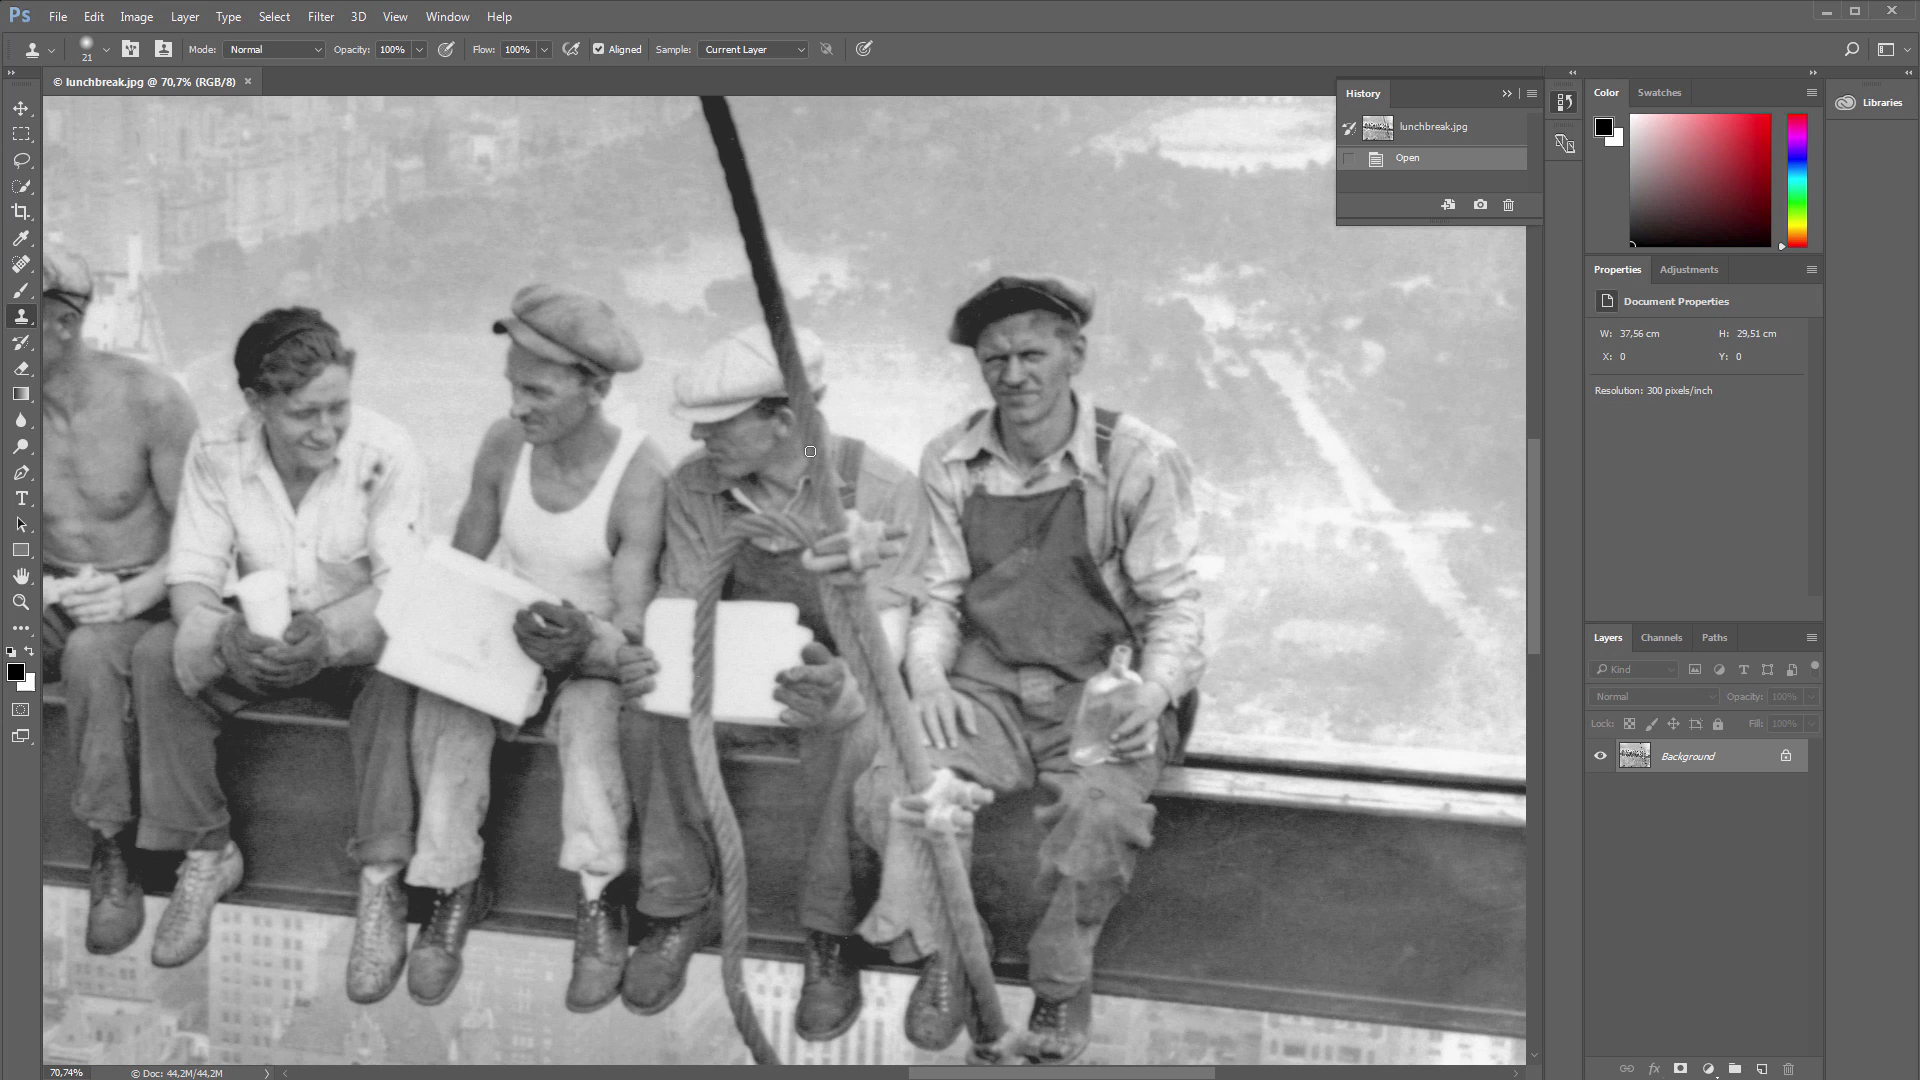 Ps File Edit Image Layer Type Select Filter 3D View Window Help
21 Mode: Normal Opacity: 100% Flow: 100% Aligned Sample: Current Layer
© lunchbreak.jpg @ 70,7% (RGB/8)
History
lunchbreak.jpg
Open
Color Swatches
Libraries
Properties Adjustments
Document Properties
W: 37,56 cm H: 29,51 cm
X: 0 Y: 0
Resolution: 300 pixels/inch
Layers Channels Paths
Kind
Normal Opacity: 100%
Lock: Fill: 100%
Background
fx
70,74% © Doc: 44,2M/44,2M